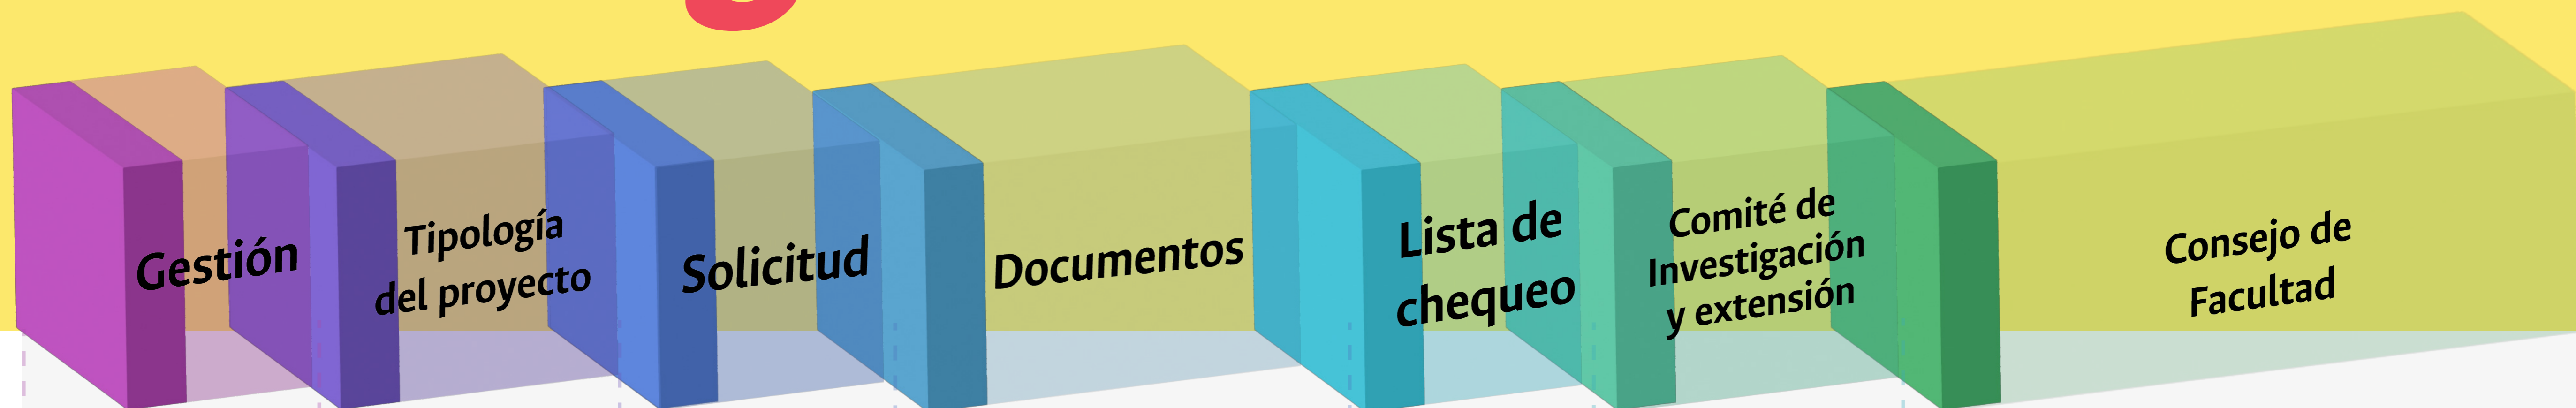 Gestión
Tipología
del proyecto
Solicitud
Documentos
Lista de
chequeo
Comité de
Investigación
y extensión
Consejo de
Facultad